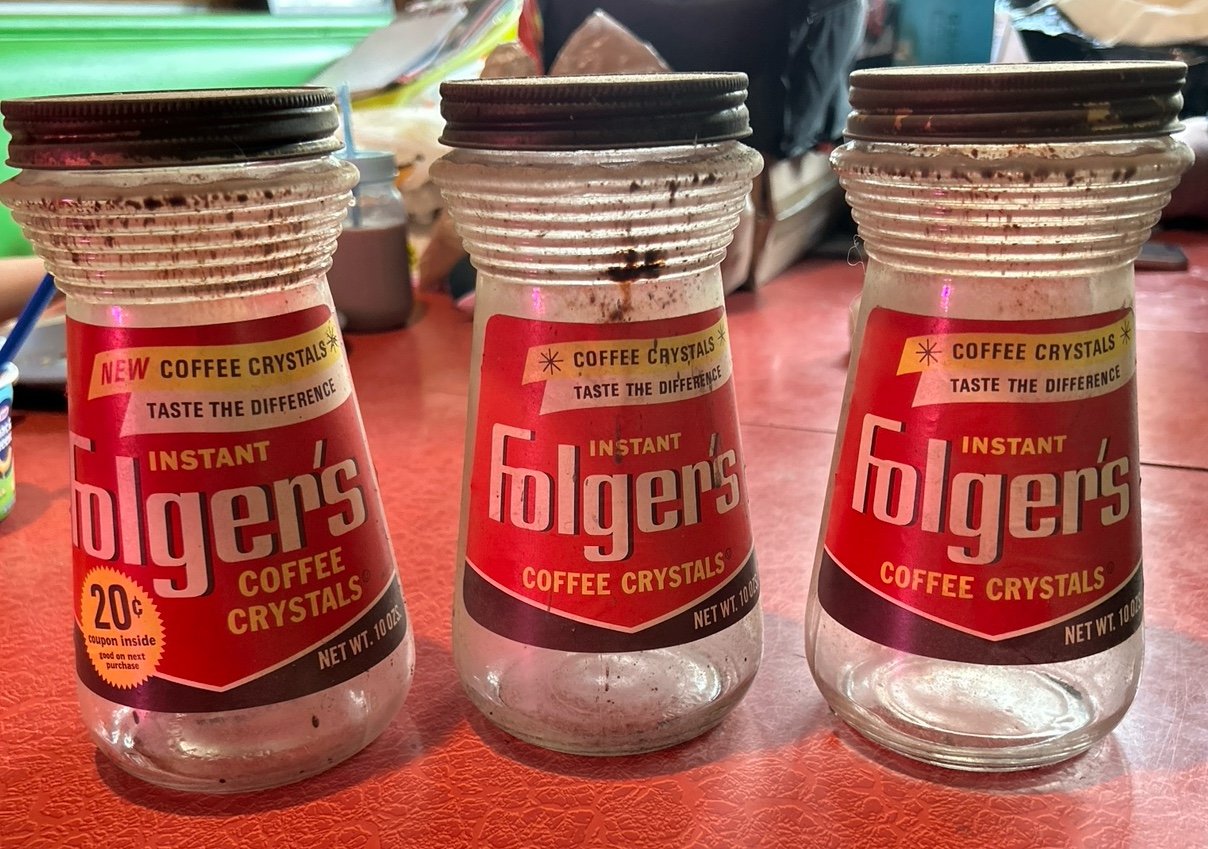 NEW COFFEE CRYSTALS*
TASTE THE DIFFERENCE
INSTANT
Folger's
COFFEE
CRYSTALS®
20¢
coupon inside
good on next
purchase
NET WT. 10 OZS.
* COFFEE CRYSTALS *
TASTE THE DIFFERENCE
INSTANT
Folger's
COFFEE CRYSTALS®
NET WT. 10 OZS
* COFFEE CRYSTALS *
TASTE THE DIFFERENCE
INSTANT
Folger's
COFFEE CRYSTALS®
NET WT. 10 OZS